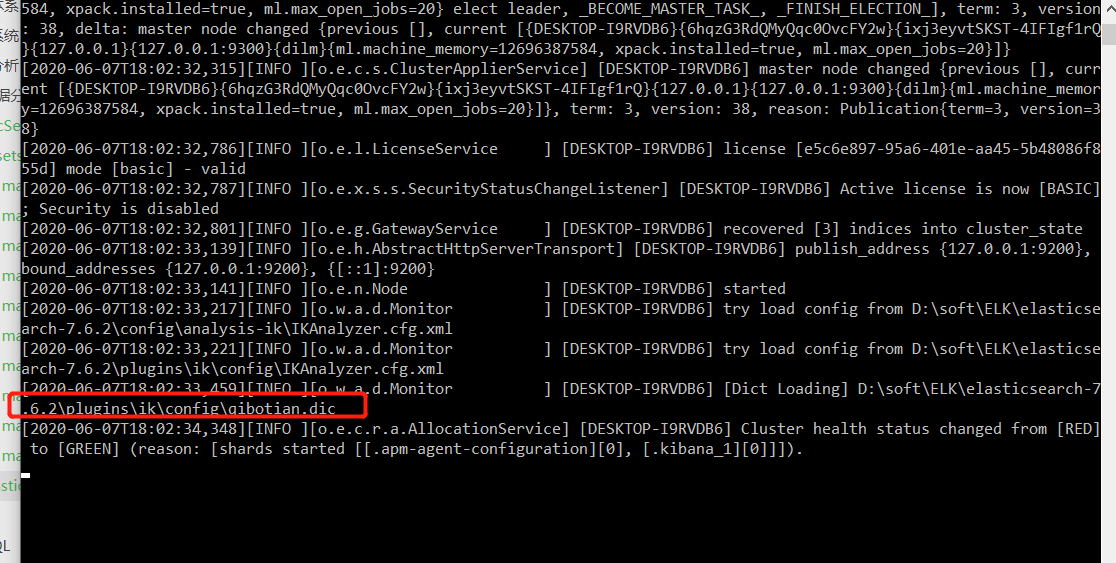 584, xpack.installed=true, ml.max_open_jobs=20} elect leader, _BECOME_MASTER_TASK_, _FINISH_ELECTION_], term: 3, version
: 38, delta: master node changed {previous [], current [{DESKTOP-I9RVDB6}{6hqzG3RdQMyQqc0OvcFY2w}{ixj3eyvtSKST-4IFIgf1rQ
}{127.0.0.1}{127.0.0.1:9300}{dilm}{ml.machine_memory=12696387584, xpack.installed=true, ml.max_open_jobs=20}]}
[2020-06-07T18:02:32,315][INFO ][o.e.c.s.ClusterApplierService] [DESKTOP-I9RVDB6] master node changed {previous [], curr
ent [{DESKTOP-I9RVDB6}{6hqzG3RdQMyQqc0OvcFY2w}{ixj3eyvtSKST-4IFIgf1rQ}{127.0.0.1}{127.0.0.1:9300}{dilm}{ml.machine_memor
y=12696387584, xpack.installed=true, ml.max_open_jobs=20}]}, term: 3, version: 38, reason: Publication{term=3, version=3
8}
[2020-06-07T18:02:32,786][INFO ][o.e.l.LicenseService     ] [DESKTOP-I9RVDB6] license [e5c6e897-95a6-401e-aa45-5b48086f8
55d] mode [basic] - valid
[2020-06-07T18:02:32,787][INFO ][o.e.x.s.s.SecurityStatusChangeListener] [DESKTOP-I9RVDB6] Active license is now [BASIC]
; Security is disabled
[2020-06-07T18:02:32,801][INFO ][o.e.g.GatewayService     ] [DESKTOP-I9RVDB6] recovered [3] indices into cluster_state
[2020-06-07T18:02:33,139][INFO ][o.e.h.AbstractHttpServerTransport] [DESKTOP-I9RVDB6] publish_address {127.0.0.1:9200},
bound_addresses {127.0.0.1:9200}, {[::1]:9200}
[2020-06-07T18:02:33,141][INFO ][o.e.n.Node               ] [DESKTOP-I9RVDB6] started
[2020-06-07T18:02:33,217][INFO ][o.w.a.d.Monitor          ] [DESKTOP-I9RVDB6] try load config from D:\soft\ELK\elasticse
arch-7.6.2\config\analysis-ik\IKAnalyzer.cfg.xml
[2020-06-07T18:02:33,221][INFO ][o.w.a.d.Monitor          ] [DESKTOP-I9RVDB6] try load config from D:\soft\ELK\elasticse
arch-7.6.2\plugins\ik\config\IKAnalyzer.cfg.xml
[2020-06-07T18:02:33,459][INFO ][o.w.a.d.Monitor          ] [DESKTOP-I9RVDB6] [Dict Loading] D:\soft\ELK\elasticsearch-7
.6.2\plugins\ik\config\qibotian.dic
[2020-06-07T18:02:34,348][INFO ][o.e.c.r.a.AllocationService] [DESKTOP-I9RVDB6] Cluster health status changed from [RED]
 to [GREEN] (reason: [shards started [[.apm-agent-configuration][0], [.kibana_1][0]]]).